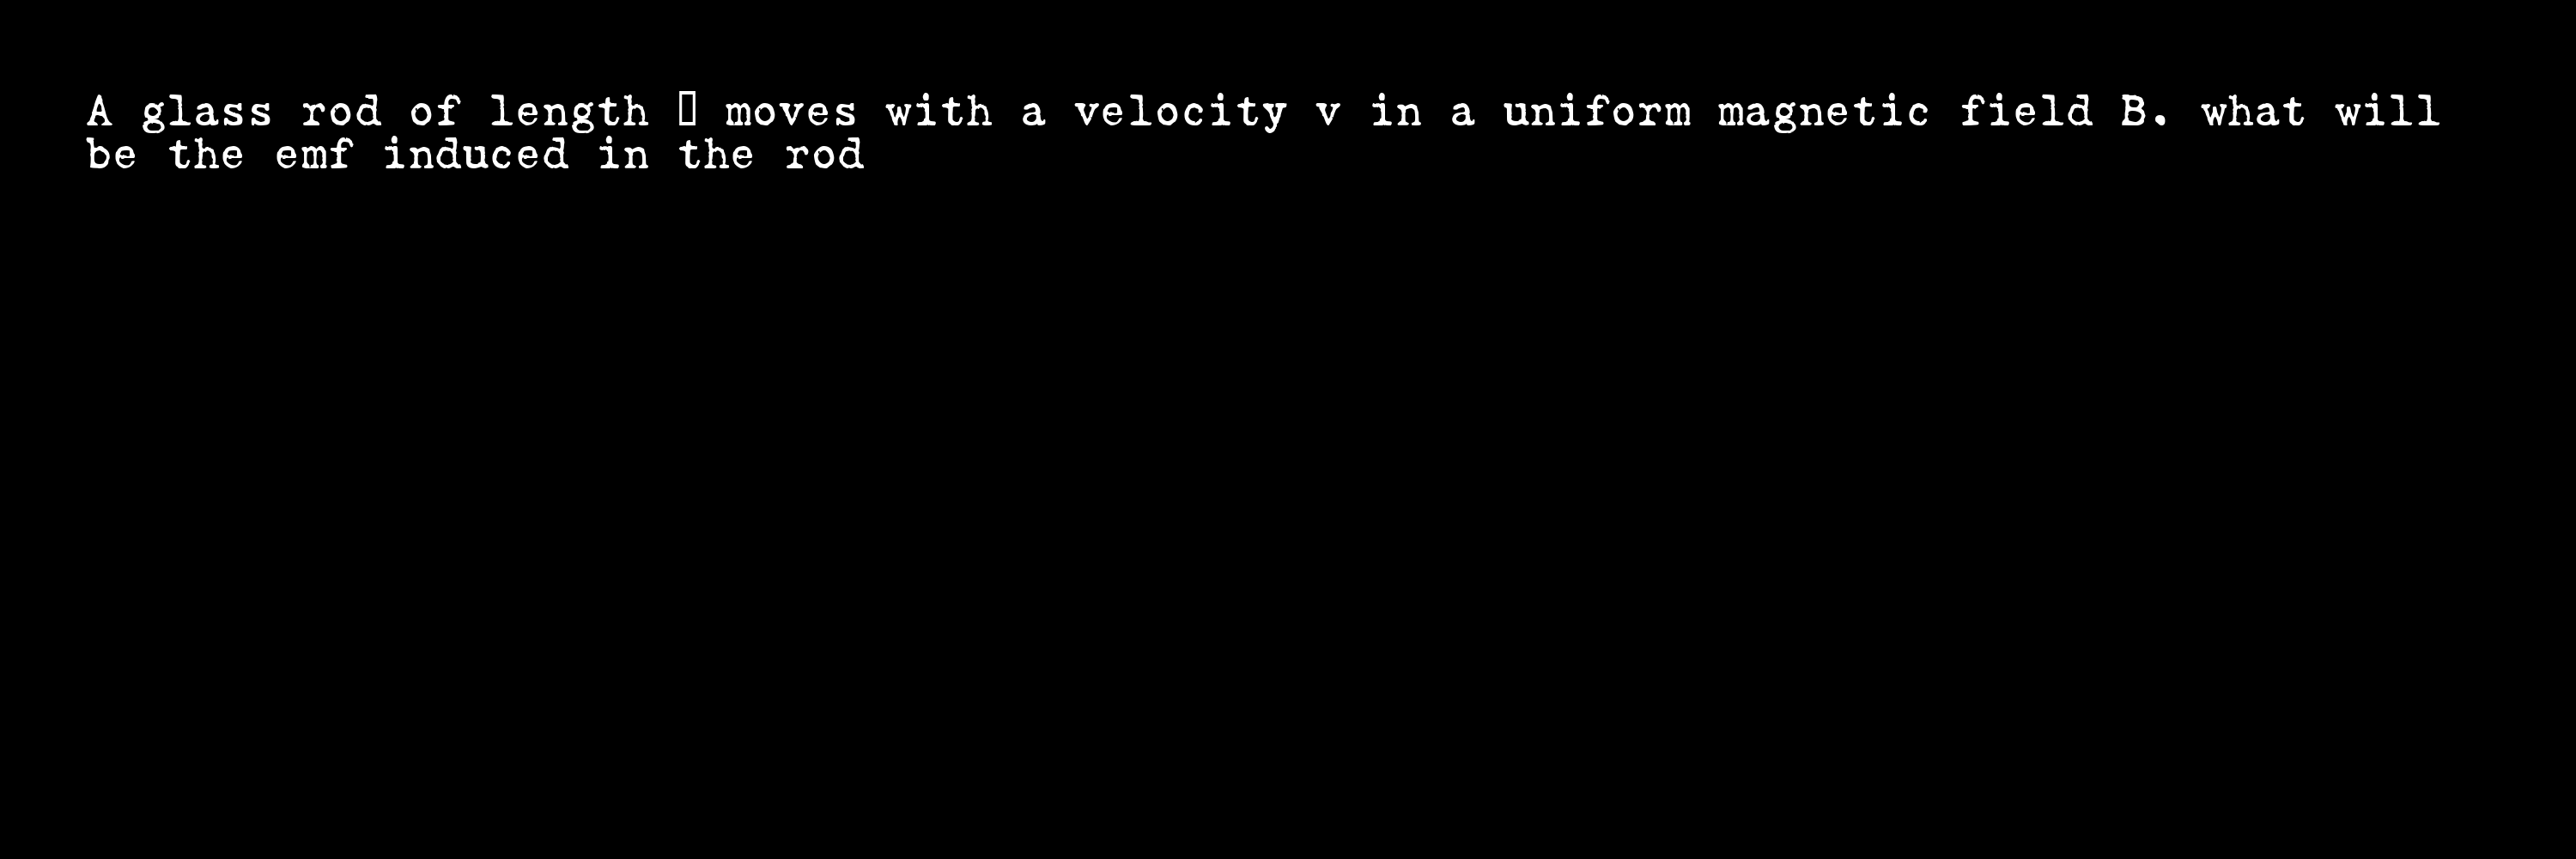 A glass rod of length moves with a velocity v in a uniform magnetic field B. what will
be the emf induced in the rod